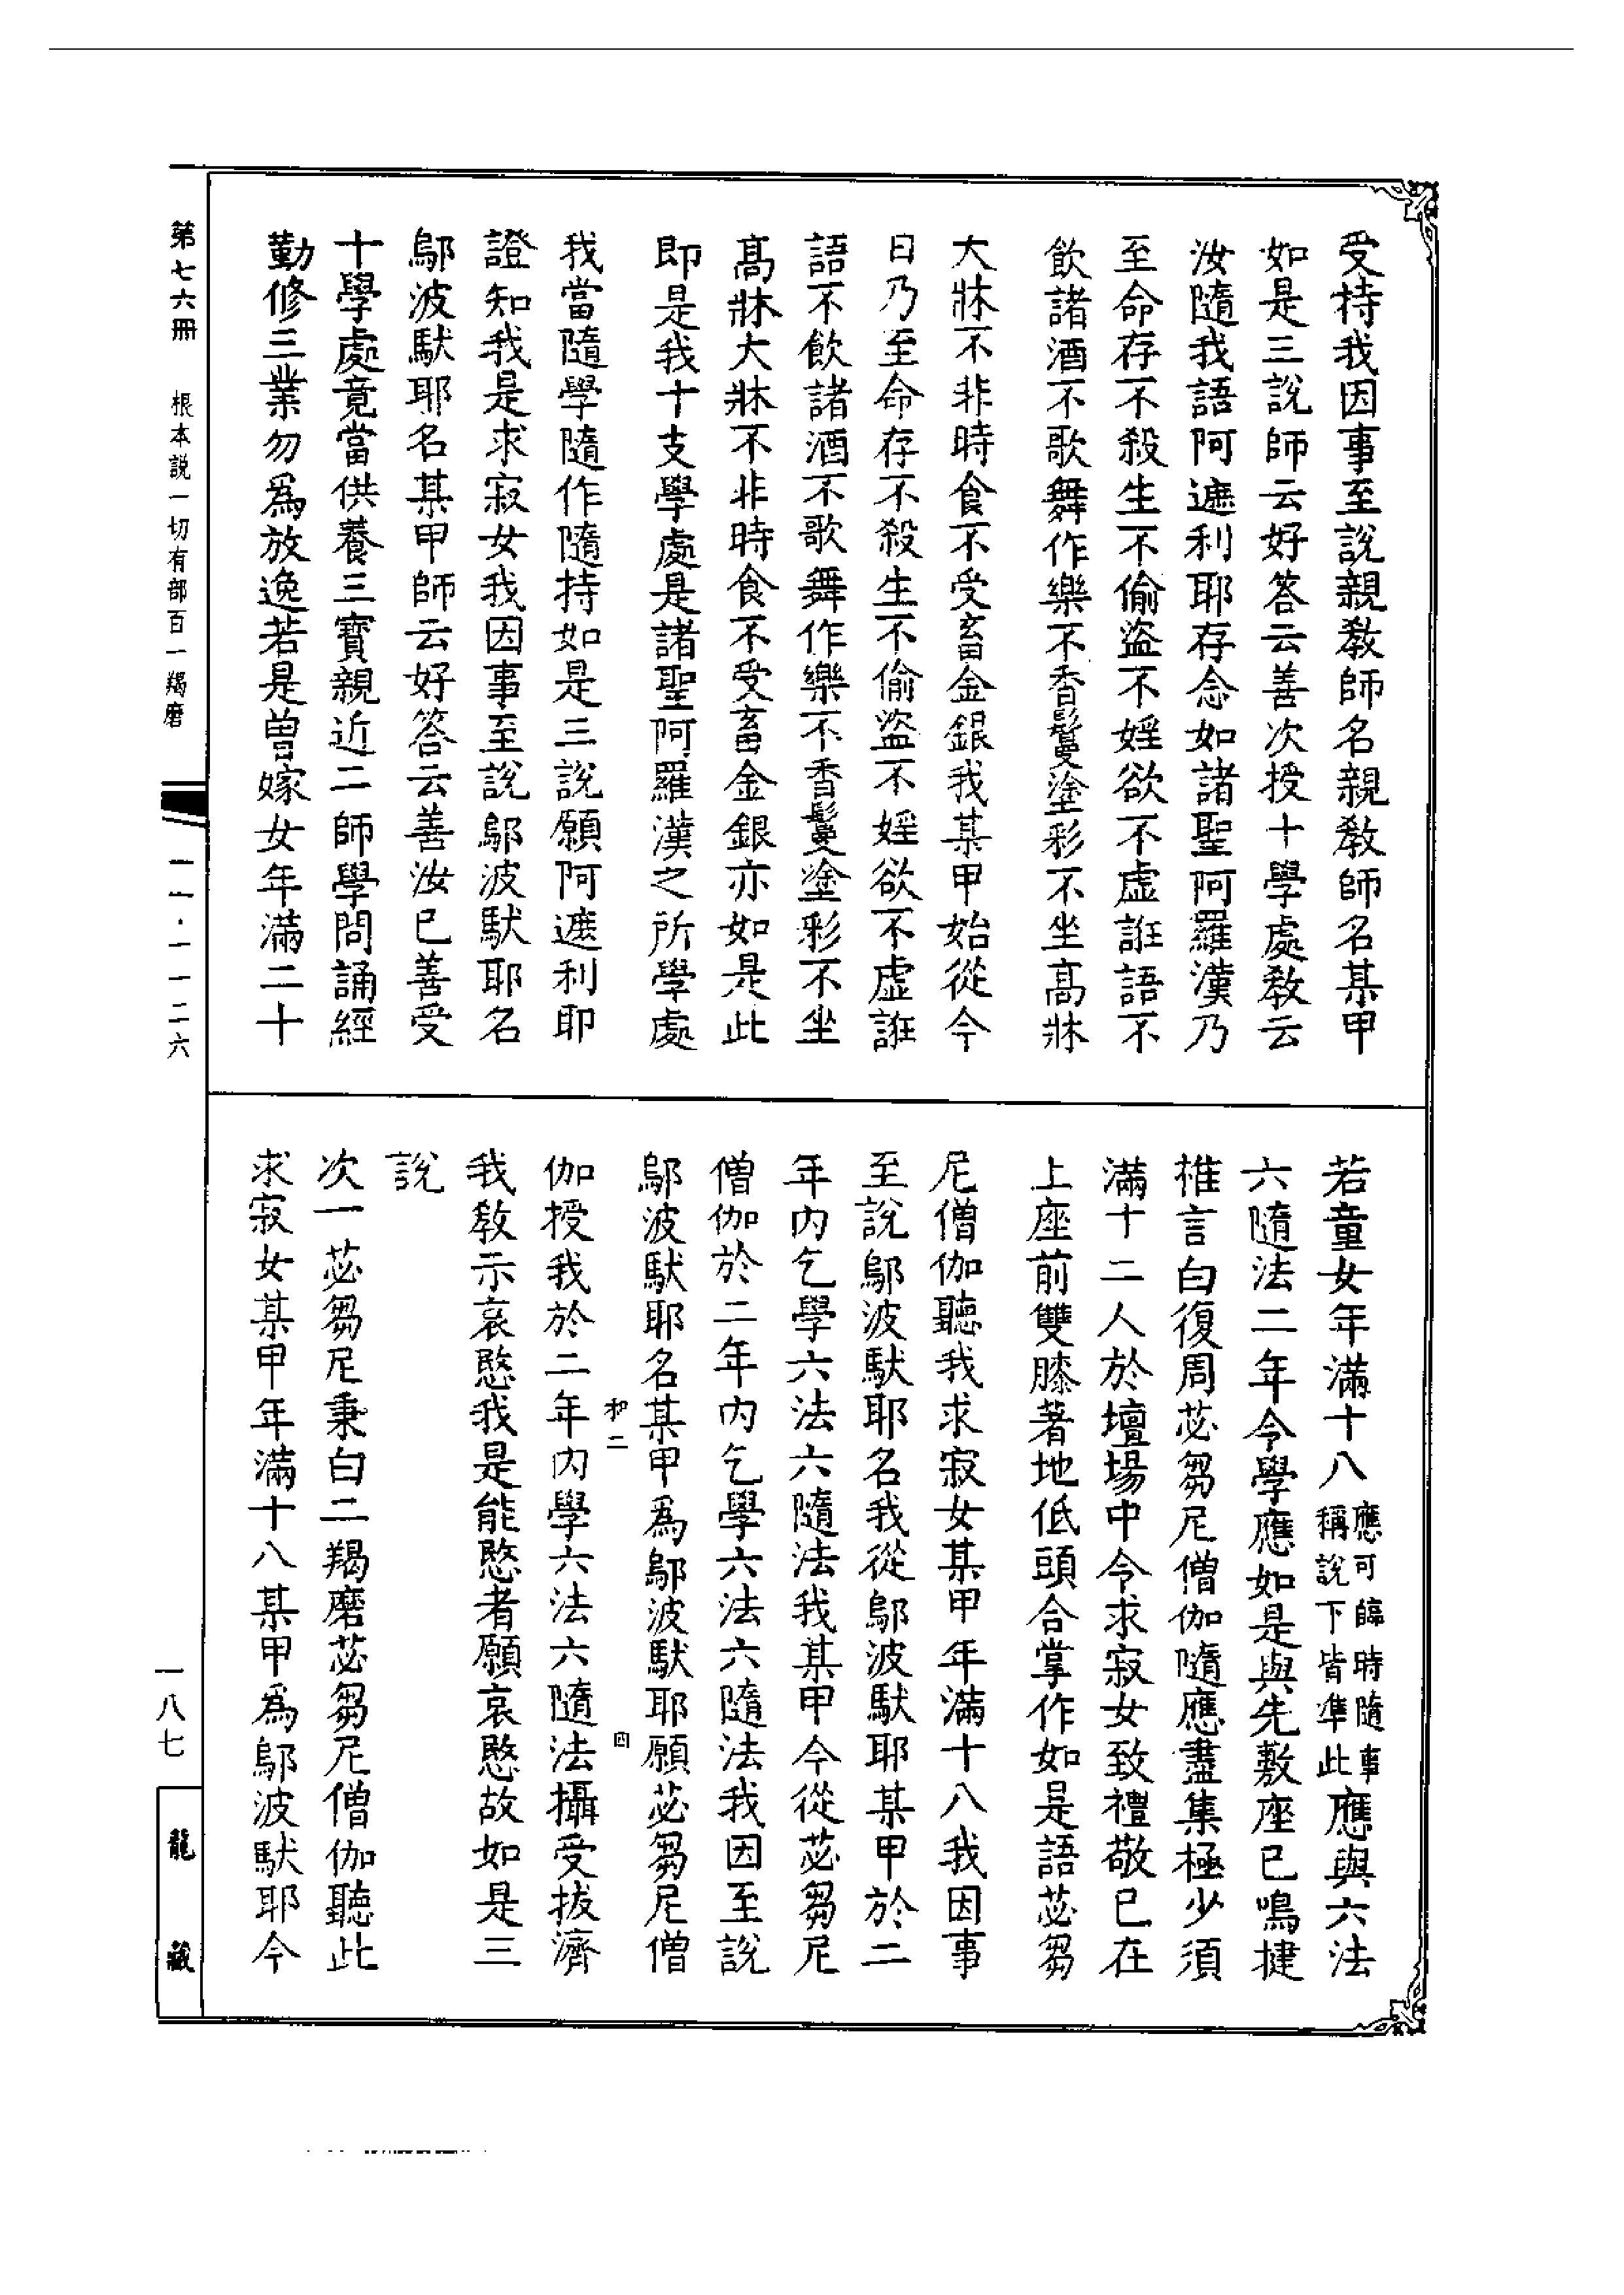 受持我因事至說親敎師名親敎師名某甲
如是三說師云好答云善次授十學處敎云
汝隨我語阿遮利耶存念如諸聖阿羅漢乃
至命存不殺生不偷盜不婬欲不虛誑語不
飲諸酒不歌舞作樂不香鬘塗彩不坐高牀
大牀不非時食不受畜金銀我某甲始從今
日乃至命存不殺生不偷盜不婬欲不虛誑
語不飲諸酒不歌舞作樂不香鬘塗彩不坐
高牀大牀不非時食不受畜金銀亦如是此
即是我十支學處是諸聖阿羅漢之所學處
我當隨學隨作隨持如是三說願阿遮利耶
證知我是求寂女我因事至說鄔波馱耶名
鄔波馱耶名某甲師云好答云善汝已善受
十學處竟當供養三寶親近二師學問誦經
勤修三業勿爲放逸若是曾嫁女年滿二十
若童女年滿十八應可師時隨事稱說下皆準此應與六法
六隨法二年令學應如是與先敷座已鳴揵
椎言白復周苾芻尼僧伽隨應盡集極少須
滿十二人於壇場中令求寂女致禮敬已在
上座前雙膝著地低頭合掌作如是語苾芻
尼僧伽聽我求寂女某甲年滿十八我因事
至說鄔波馱耶名我從鄔波馱耶某甲於二
年內乞學六法六隨法我某甲今從苾芻尼
僧伽於二年內乞學六法六隨法我因至說
鄔波馱耶名某甲爲鄔波馱耶願苾芻尼僧
和二
四
伽授我於二年內學六法六隨法攝受拔濟
我敎示哀愍我是能愍者願哀愍故如是三
說
次一苾芻尼秉白二羯磨苾芻尼僧伽聽此
求寂女某甲年滿十八某甲爲鄔波馱耶今
第七六冊
根本説一切有部百一羯磨
一一·一一二六
一八七
龍藏